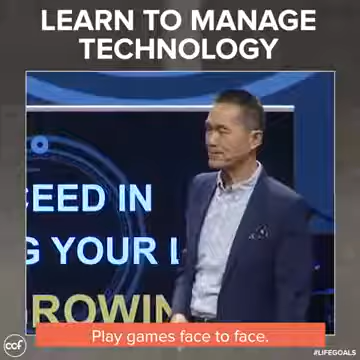 LEARN TO MANAGE
TECHNOLOGY
CEED IN
G YOUR L
ROWIN
Play games face to face.
ccf
#LIFEGOALS